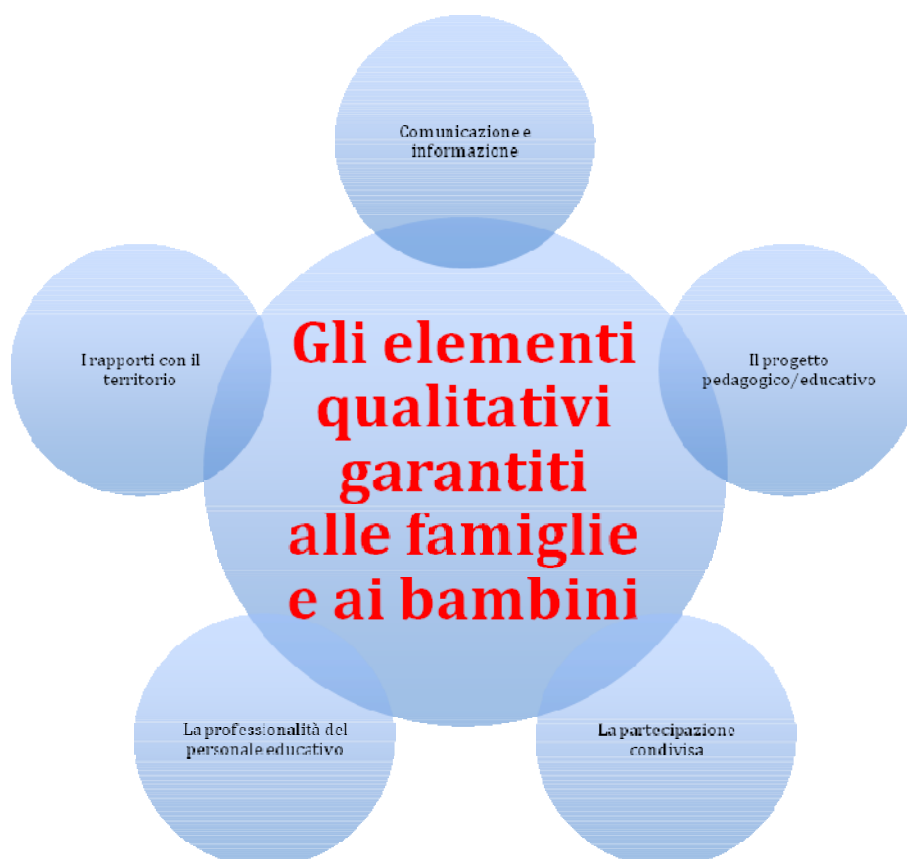 Comunicazione e
informazione
I rapporti con il
territorio
Gli elementi
qualitativi
garantiti
alle famiglie
e ai bambini
Il progetto
pedagogico/educativo
La professionalità del
personale educativo
La partecipazione
condivisa